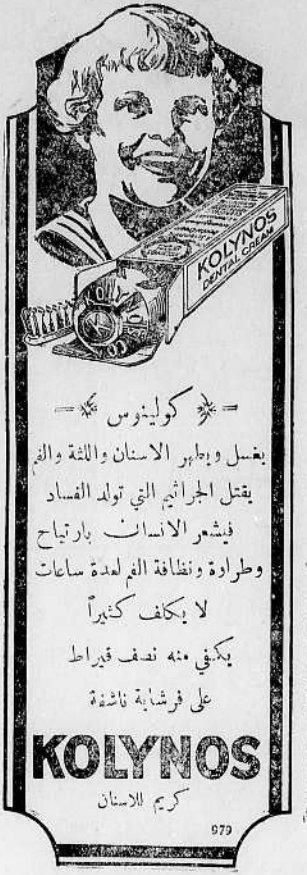 KOLYNOS
DENTAL CREAM
كولينوس
يغسل ويطهر الاسنان واللثة والفم
يقتل الجراثيم التي تولد الفساد
فيشعر الانسان بارتياح
وطراوة ونظافة الفم لعدة ساعات
لا يكلف كثيراً
يكفي منه نصف قيراط
على فرشاية ناشفة
KOLYNOS
كريم للاسنان
979